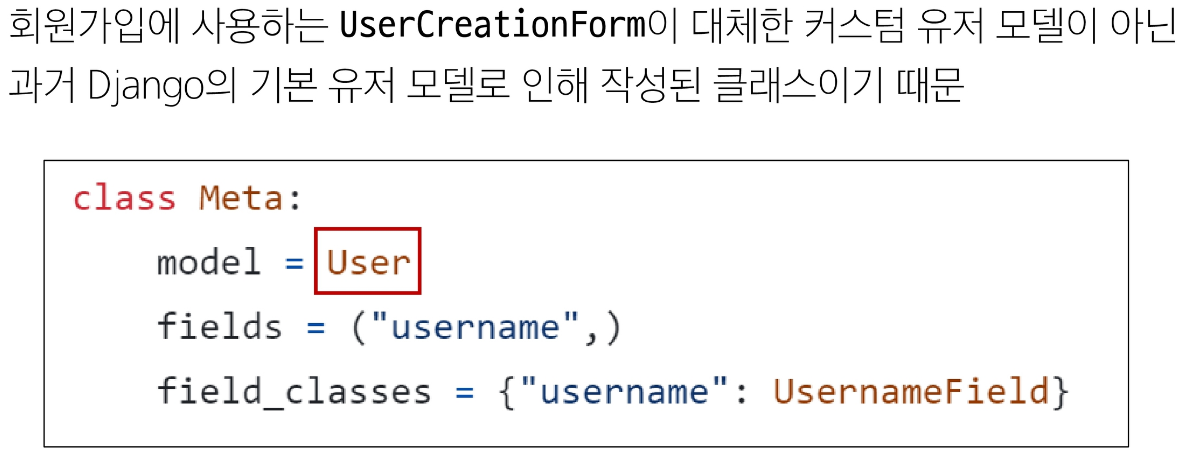 회원가입에 사용하는 UserCreationForm이 대체한 커스텀 유저 모델이 아닌
과거 Django의 기본 유저 모델로 인해 작성된 클래스이기 때문
class Meta:
    model = User
    fields = ("username",)
    field_classes = {"username": UsernameField}